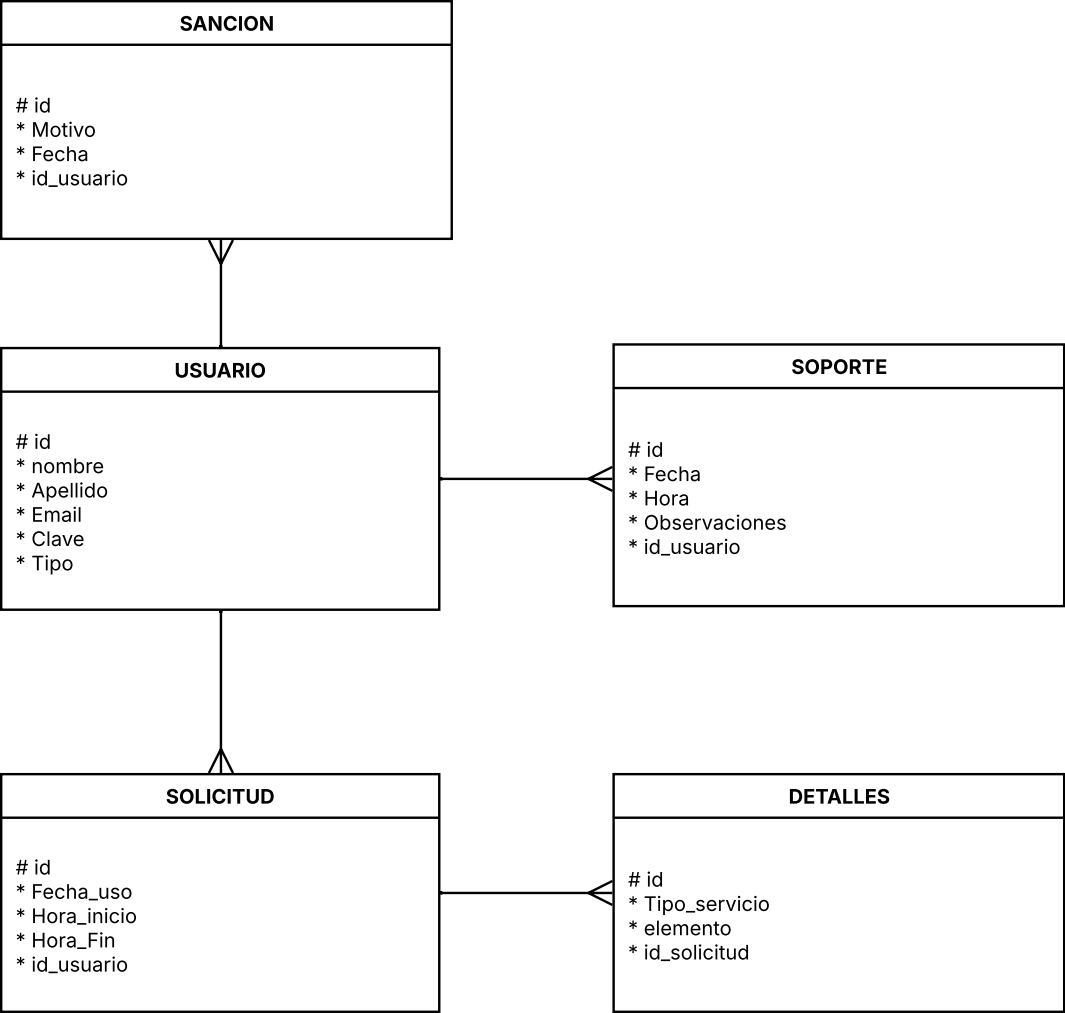 SANCION
# id
* Motivo
* Fecha
* id_usuario
USUARIO
# id
* nombre
* Apellido
* Email
* Clave
* Tipo
SOPORTE
# id
* Fecha
* Hora
* Observaciones
* id_usuario
SOLICITUD
# id
* Fecha_uso
* Hora_inicio
* Hora_Fin
* id_usuario
DETALLES
# id
* Tipo_servicio
* elemento
* id_solicitud